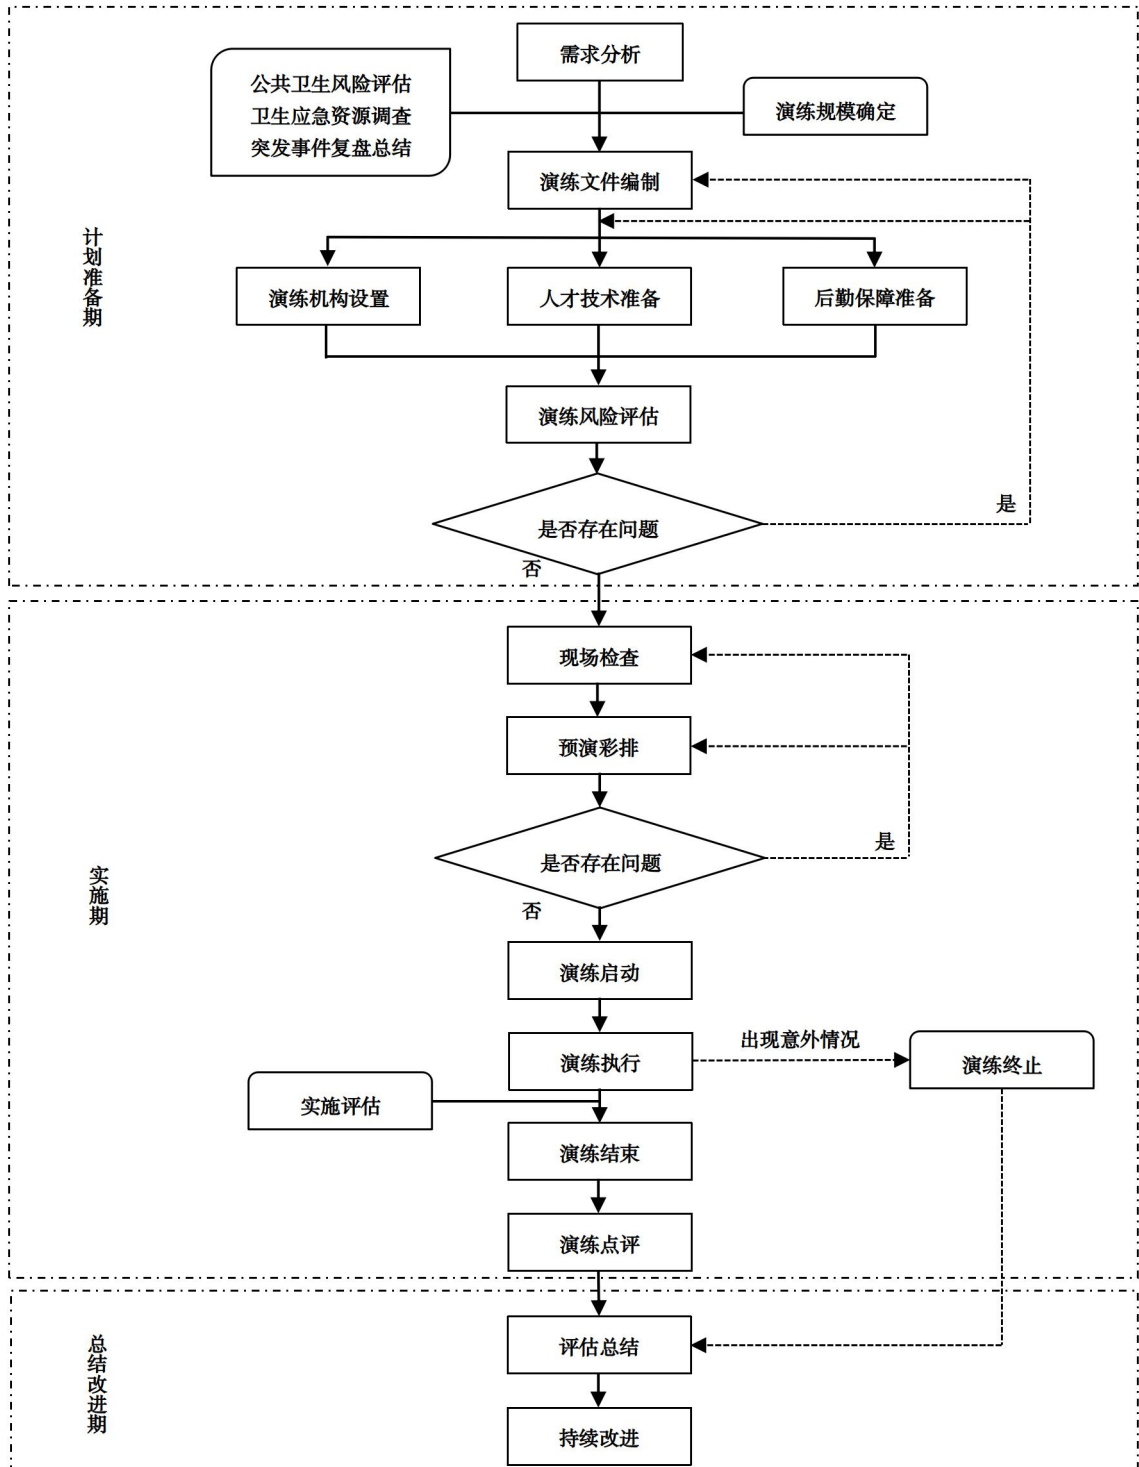 需求分析
公共卫生风险评估
卫生应急资源调查
突发事件复盘总结
演练规模确定
演练文件编制
计划准备期
演练机构设置
人才技术准备
后勤保障准备
演练风险评估
是否存在问题
是
否
现场检查
预演彩排
是否存在问题
是
否
实施期
演练启动
演练执行
出现意外情况
演练终止
实施评估
演练结束
演练点评
总结改进期
评估总结
持续改进